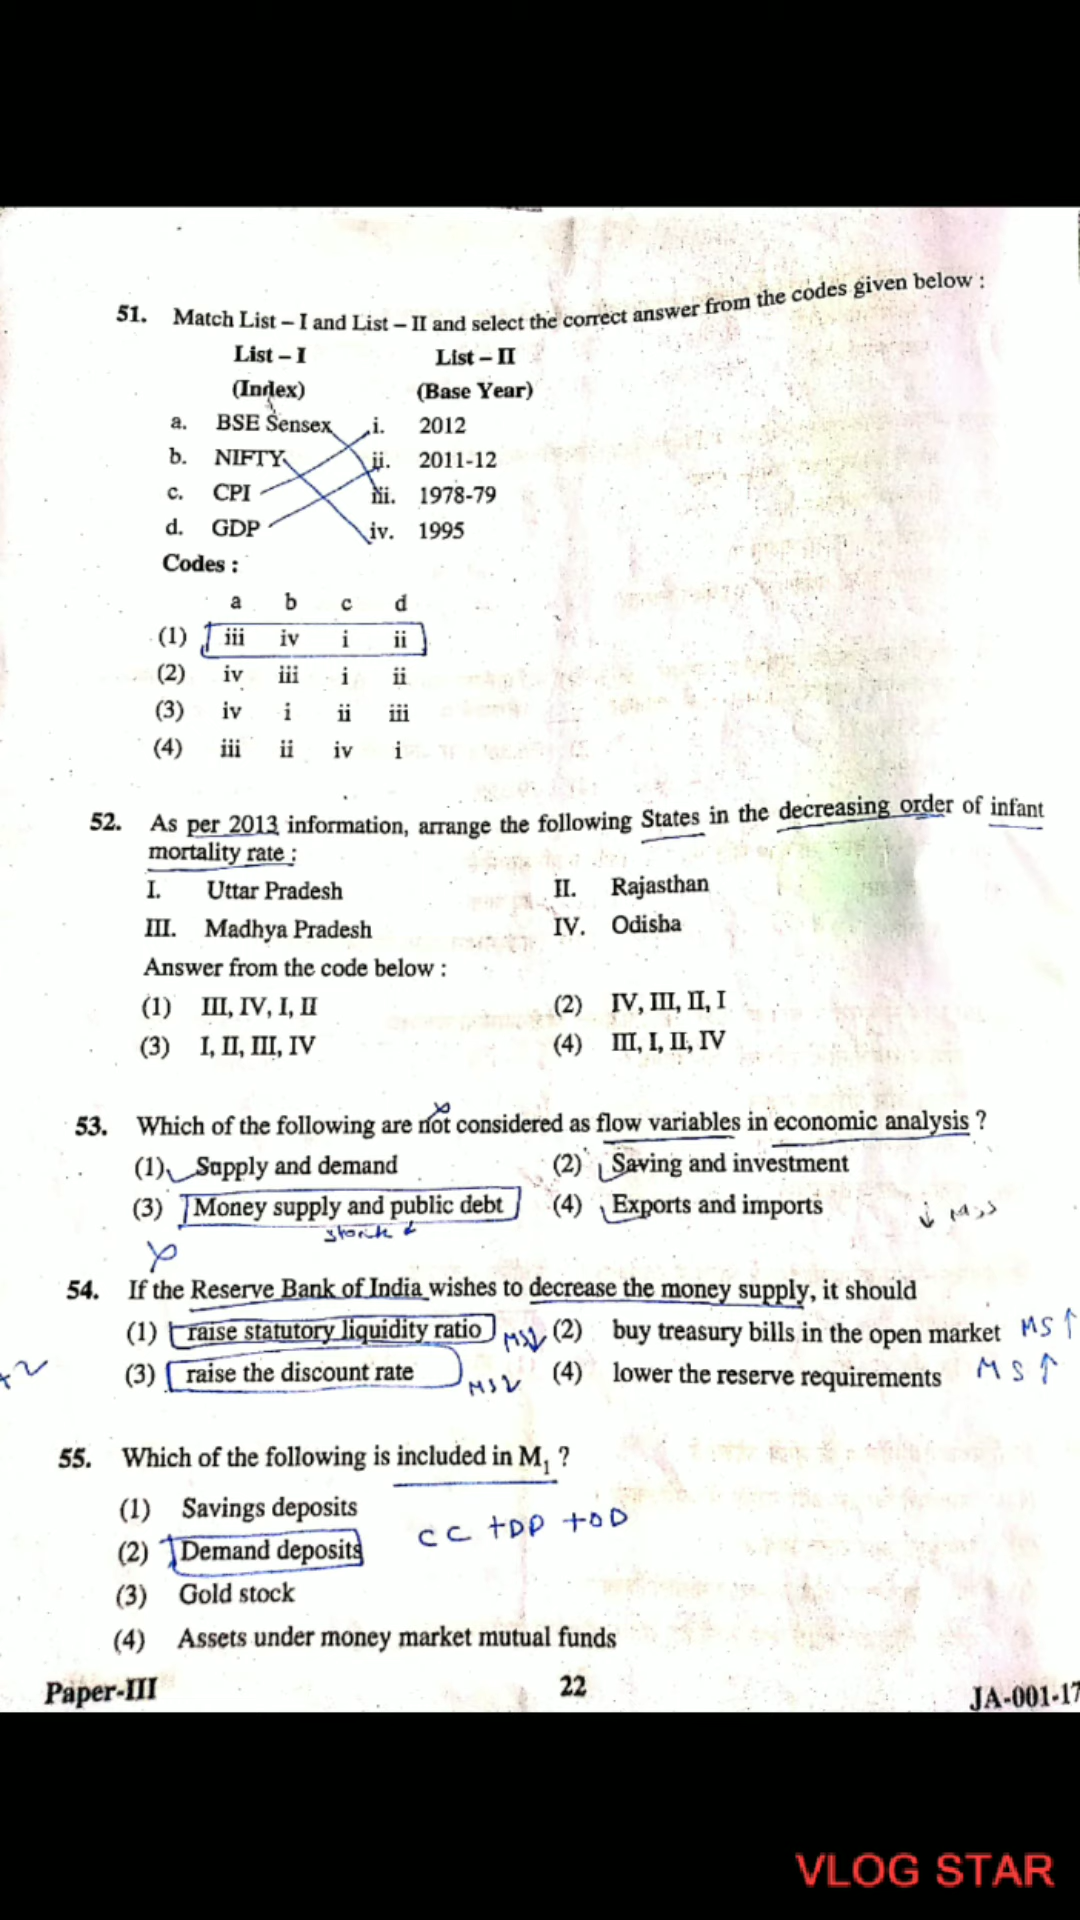 51. Match List – I and List – II and select the correct answer from the codes given below :
List – I List – II
(Index) (Base Year)
a. BSE Sensex i. 2012
b. NIFTY ii. 2011-12
c. CPI iii. 1978-79
d. GDP iv. 1995
Codes :
a b c d
(1) iii iv i ii
(2) iv iii i ii
(3) iv i ii iii
(4) iii ii iv i
52. As per 2013 information, arrange the following States in the decreasing order of infant
mortality rate :
I. Uttar Pradesh II. Rajasthan
III. Madhya Pradesh IV. Odisha
Answer from the code below :
(1) III, IV, I, II (2) IV, III, II, I
(3) I, II, III, IV (4) III, I, II, IV
53. Which of the following are not considered as flow variables in economic analysis ?
(1) Supply and demand (2) Saving and investment
(3) Money supply and public debt (4) Exports and imports
stock
54. If the Reserve Bank of India wishes to decrease the money supply, it should
(1) raise statutory liquidity ratio MS↓ (2) buy treasury bills in the open market MS ↑
(3) raise the discount rate MS↓ (4) lower the reserve requirements MS ↑
55. Which of the following is included in M₁ ?
(1) Savings deposits
CC + DD + OD
(2) Demand deposits
(3) Gold stock
(4) Assets under money market mutual funds
Paper-III 22 JA-001-17
VLOG STAR